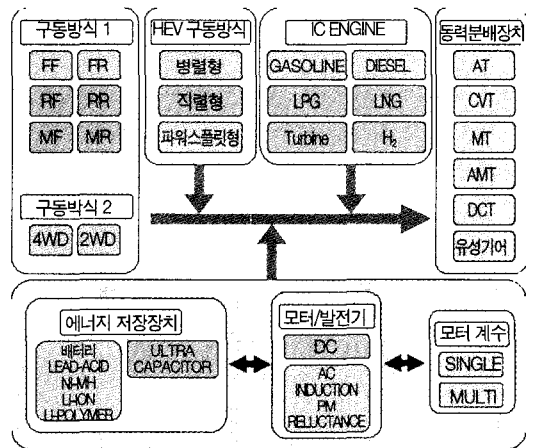 구동방식 1
FF FR
RF RR
MF MR
구동박식 2
4WD 2WD
HEV 구동방식
병렬형
직렬형
파워스플릿형
IC ENGINE
GASOLINE DIESEL
LPG LNG
Turbine H₂
동력분배장치
AT
CVT
MT
AMT
DCT
유성기어
에너지 저장장치
배터리
LEAD-ACID
NI-MH
LI-ION
LI-POLYMER
ULTRA
CAPACITOR
모터/발전기
DC
AC
INDUCTION
PM
RELUCTANCE
모터 계수
SINGLE
MULTI